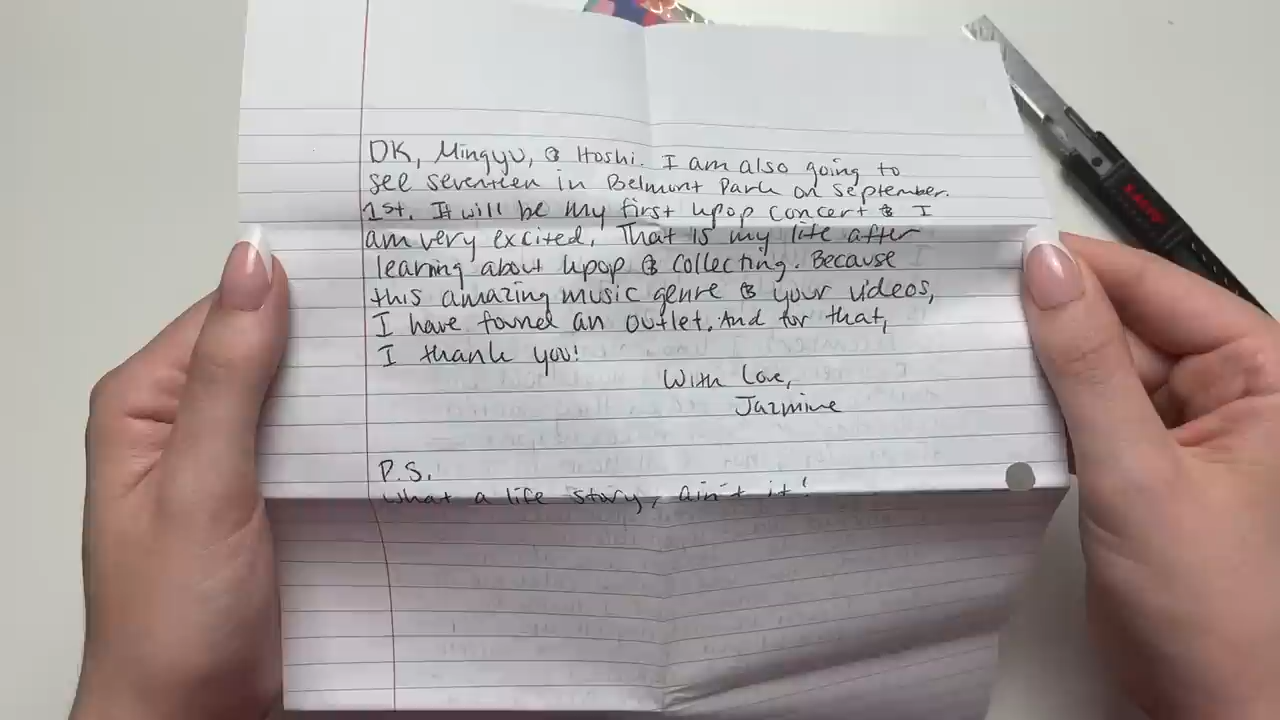 DK, Mingyu, & Hoshi. I am also going to
see seventeen in Belmont Park on September.
1st. It will be my first kpop concert & I
am very excited. That is my life after
learning about kpop & collecting. Because
this amazing music genre & your videos,
I have found an outlet. And for that,
I thank you!
With Love,
Jazmine
P.S.
what a life story, ain't it!